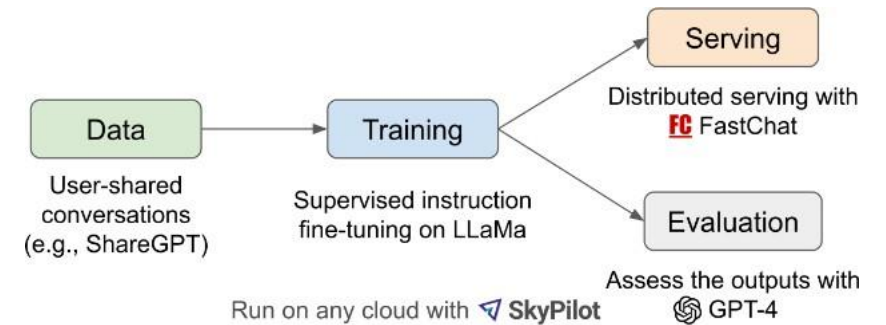 Data
User-shared
conversations
(e.g., ShareGPT)
Training
Supervised instruction
fine-tuning on LLaMa
Serving
Distributed serving with
FC FastChat
Evaluation
Assess the outputs with
GPT-4
Run on any cloud with SkyPilot